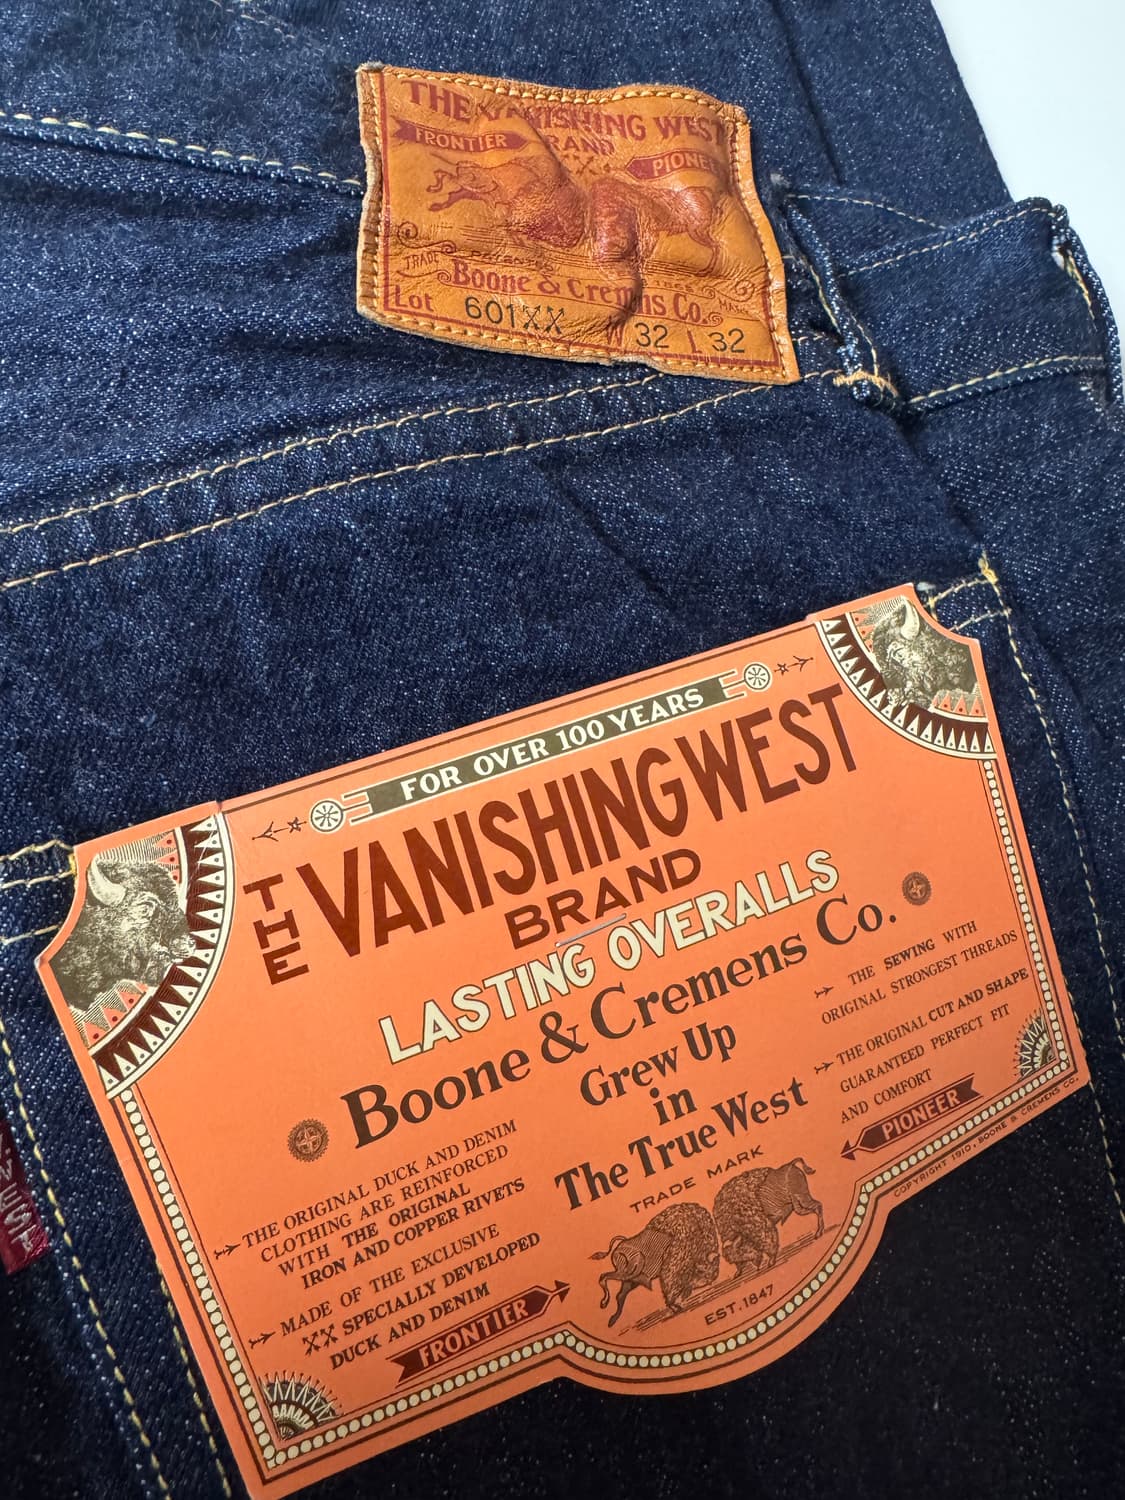 THE VANISHING WEST
BRAND
FRONTIER
PIONEER
TRADE
Boone & Cremens Co.
Lot 601XX W 32 L 32
FOR OVER 100 YEARS
THE VANISHING WEST
BRAND
LASTING OVERALLS
Boone & Cremens Co.
Grew Up
in
The True West
TRADE MARK
EST.1847
THE ORIGINAL DUCK AND DENIM
CLOTHING ARE REINFORCED
WITH THE ORIGINAL
IRON AND COPPER RIVETS
MADE OF THE EXCLUSIVE
XX SPECIALLY DEVELOPED
DUCK AND DENIM
FRONTIER
THE SEWING WITH
ORIGINAL STRONGEST THREADS
THE ORIGINAL CUT AND SHAPE
GUARANTEED PERFECT FIT
AND COMFORT
PIONEER
COPYRIGHT 1910, BOONE & CREMENS CO.